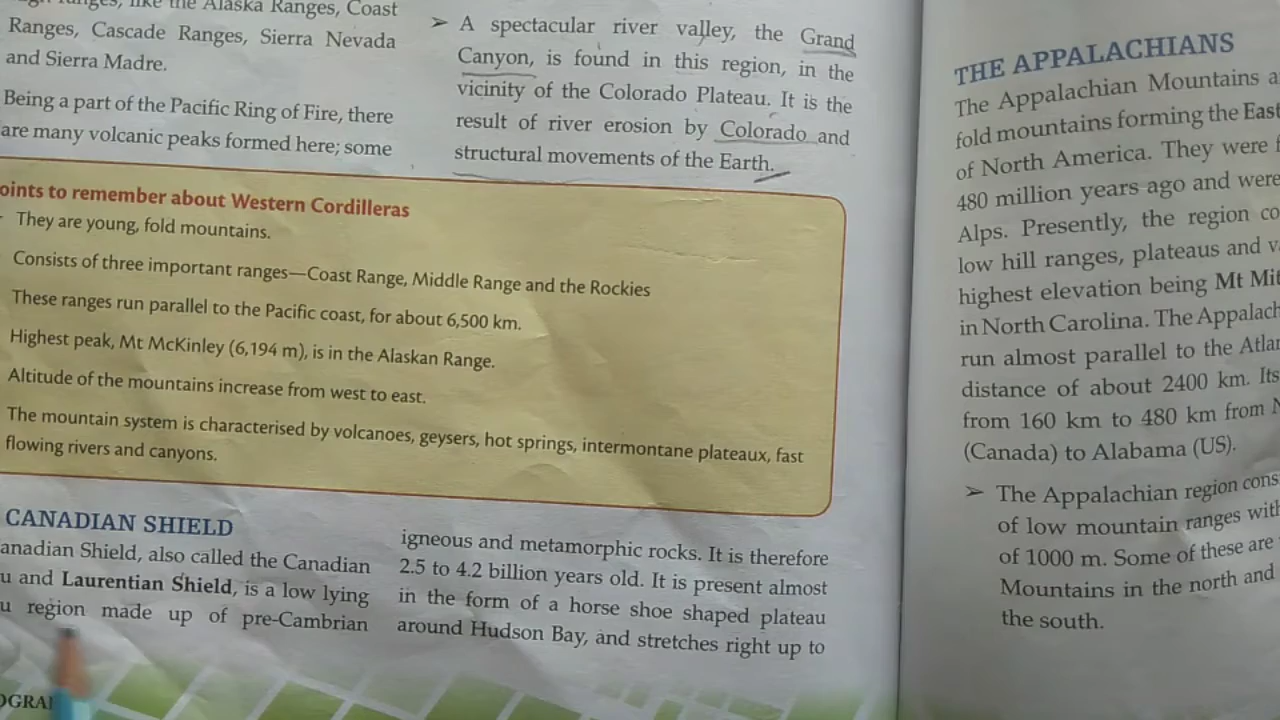 like the Alaska Ranges, Coast
Ranges, Cascade Ranges, Sierra Nevada
and Sierra Madre.
Being a part of the Pacific Ring of Fire, there
are many volcanic peaks formed here; some
➢ A spectacular river valley, the Grand
Canyon, is found in this region, in the
vicinity of the Colorado Plateau. It is the
result of river erosion by Colorado and
structural movements of the Earth.
to remember about Western Cordilleras
They are young, fold mountains.
Consists of three important ranges—Coast Range, Middle Range and the Rockies
These ranges run parallel to the Pacific coast, for about 6,500 km.
Highest peak, Mt McKinley (6,194 m), is in the Alaskan Range.
Altitude of the mountains increase from west to east.
The mountain system is characterised by volcanoes, geysers, hot springs, intermontane plateaux, fast
flowing rivers and canyons.
CANADIAN SHIELD
Shield, also called the Canadian
and Laurentian Shield, is a low lying
region made up of pre-Cambrian
igneous and metamorphic rocks. It is therefore
2.5 to 4.2 billion years old. It is present almost
in the form of a horse shoe shaped plateau
around Hudson Bay, and stretches right up to
THE APPALACHIANS
The Appalachian Mountains
fold mountains forming the East
of North America. They were
480 million years ago and were
Alps. Presently, the region
low hill ranges, plateaus and
highest elevation being Mt
in North Carolina. The
run almost parallel to the
distance of about 2400 km. Its
from 160 km to 480 km from
(Canada) to Alabama (US).
➢ The Appalachian region
of low mountain ranges with
of 1000 m. Some of these are
Mountains in the north and
the south.